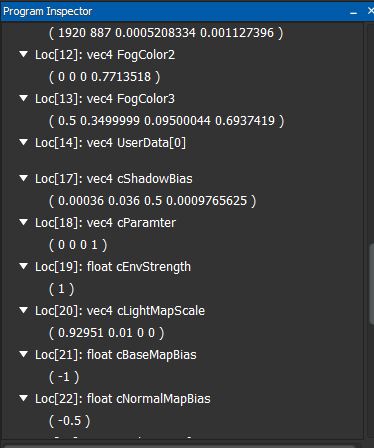 Program Inspector
( 1920 887 0.0005208334 0.001127396 )
Loc[12]: vec4 FogColor2
( 0 0 0 0.7713518 )
Loc[13]: vec4 FogColor3
( 0.5 0.3499999 0.09500044 0.6937419 )
Loc[14]: vec4 UserData[0]
Loc[17]: vec4 cShadowBias
( 0.00036 0.036 0.5 0.0009765625 )
Loc[18]: vec4 cParamter
( 0 0 0 1 )
Loc[19]: float cEnvStrength
( 1 )
Loc[20]: vec4 cLightMapScale
( 0.92951 0.01 0 0 )
Loc[21]: float cBaseMapBias
( -1 )
Loc[22]: float cNormalMapBias
( -0.5 )